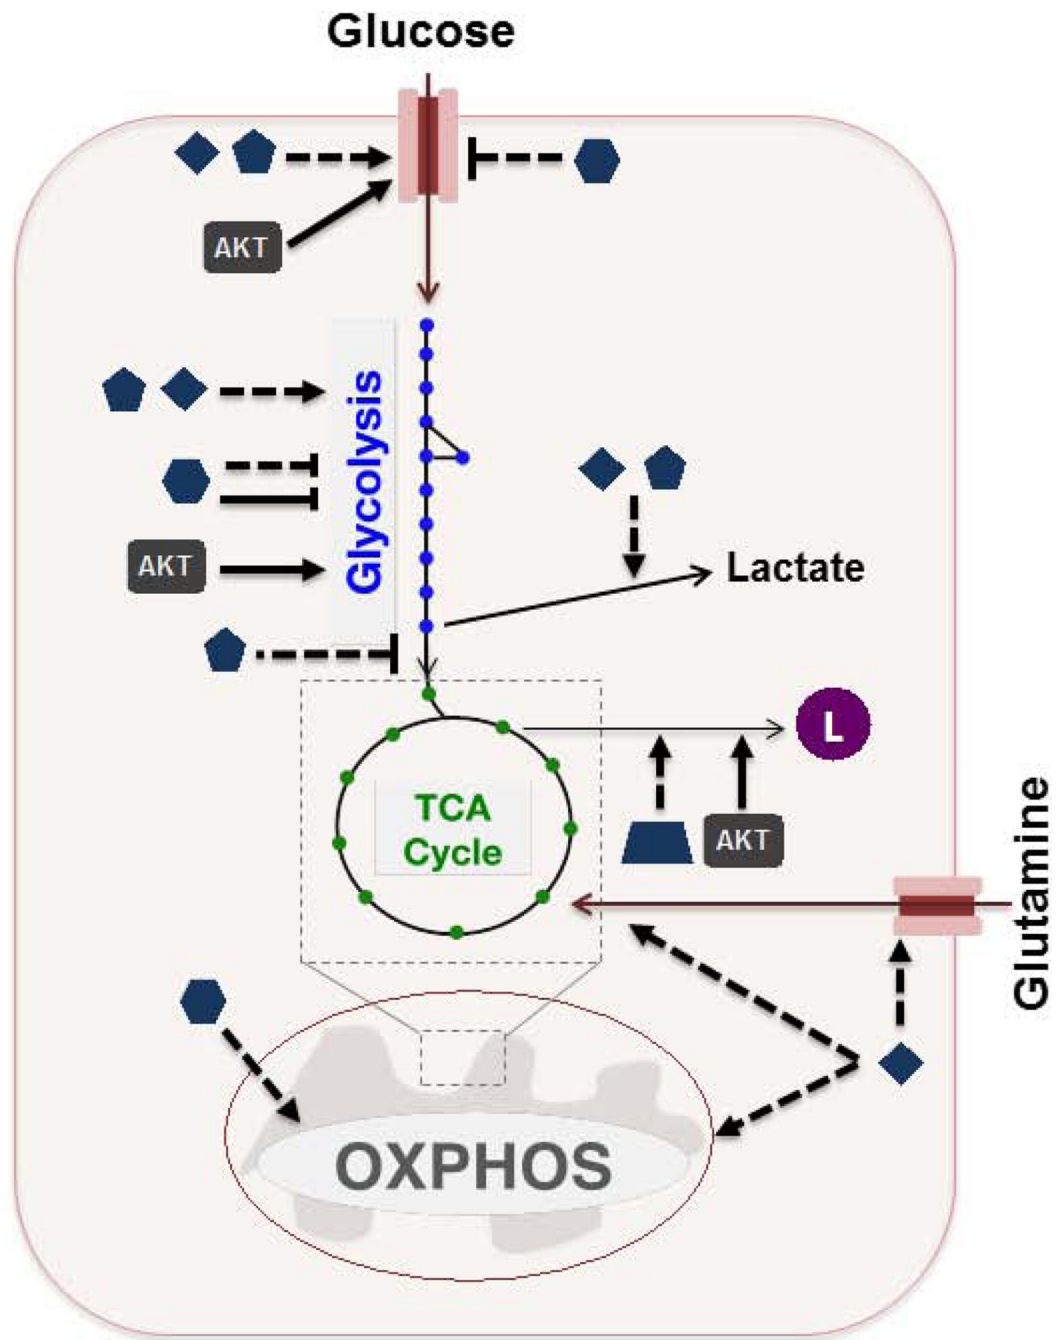 Glucose
AKT
Glycolysis
AKT
Lactate
L
TCA
Cycle
AKT
Glutamine
OXPHOS